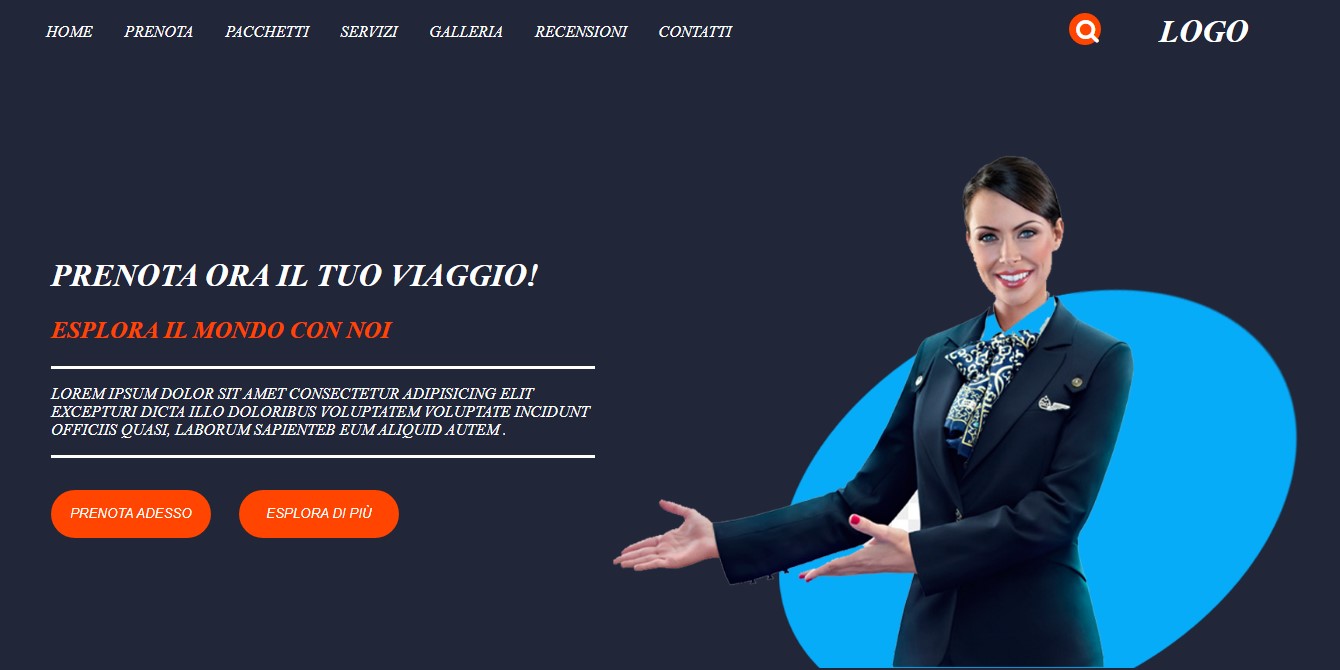 HOME PRENOTA PACCHETTI SERVIZI GALLERIA RECENSIONI CONTATTI LOGO
PRENOTA ORA IL TUO VIAGGIO!
ESPLORA IL MONDO CON NOI
LOREM IPSUM DOLOR SIT AMET CONSECTETUR ADIPISICING ELIT
EXCEPTURI DICTA ILLO DOLORIBUS VOLUPTATEM VOLUPTATE INCIDUNT
OFFICIIS QUASI, LABORUM SAPIENTEB EUM ALIQUID AUTEM .
PRENOTA ADESSO ESPLORA DI PIÙ